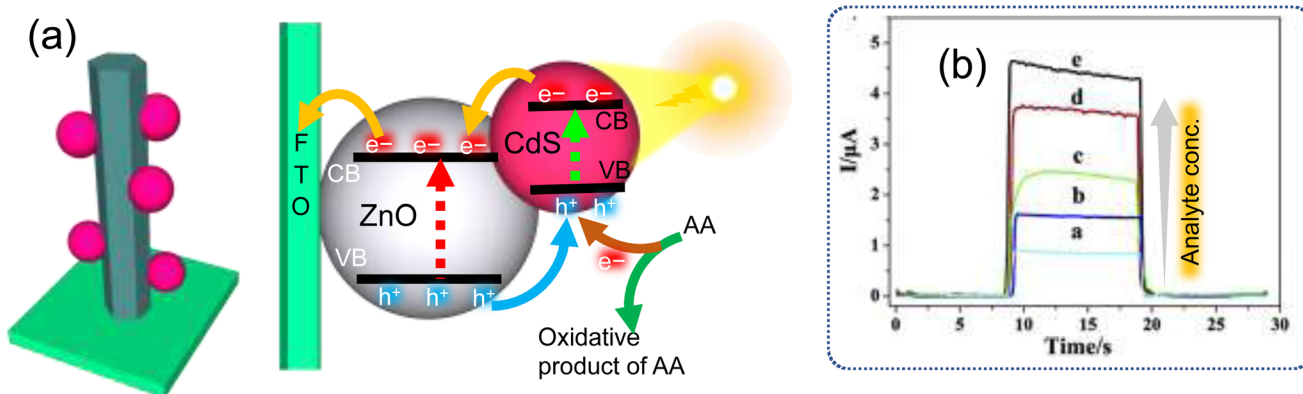 (a)
F
T
O
e− e− e−
CB
ZnO
VB
h⁺ h⁺ h⁺
e− e−
CB
CdS
VB
h⁺ h⁺
AA
e−
Oxidative
product of AA
(b)
I/μA
5
4
3
2
1
0
e
d
c
b
a
Analyte conc.
0 5 10 15 20 25 30
Time/s